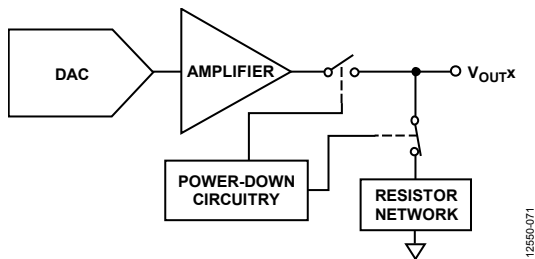 DAC
AMPLIFIER
VOUTx
POWER-DOWN
CIRCUITRY
RESISTOR
NETWORK
12550-071